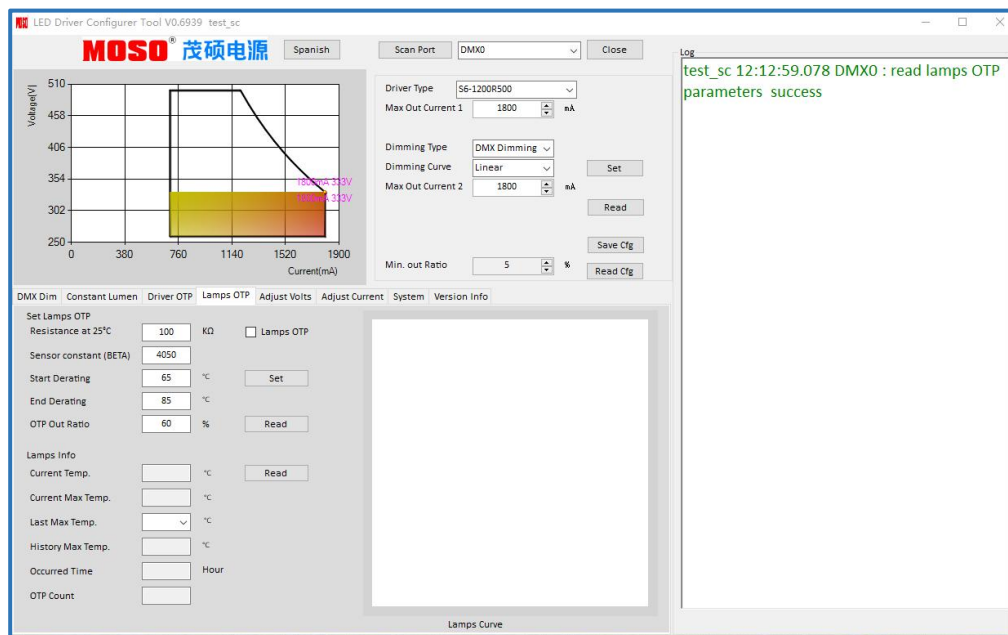 LED Driver Configurer Tool V0.6939 test_sc
MOSO® 茂硕电源
Spanish
Scan Port
DMX0
Close
Log
test_sc 12:12:59.078 DMX0 : read lamps OTP
parameters success
Voltage(V)
510
458
406
354
302
250
0 380 760 1140 1520 1900
Current(mA)
1800mA 333V
333V
Driver Type S6-1200R500
Max Out Current 1 1800 mA
Dimming Type DMX Dimming
Dimming Curve Linear Set
Max Out Current 2 1800 mA
Read
Save Cfg
Min. out Ratio 5 % Read Cfg
DMX Dim Constant Lumen Driver OTP Lamps OTP Adjust Volts Adjust Current System Version Info
Set Lamps OTP
Resistance at 25°C 100 KΩ Lamps OTP
Sensor constant (BETA) 4050
Start Derating 65 °C Set
End Derating 85 °C
OTP Out Ratio 60 % Read
Lamps Info
Current Temp. °C Read
Current Max Temp. °C
Last Max Temp. °C
History Max Temp. °C
Occurred Time Hour
OTP Count
Lamps Curve